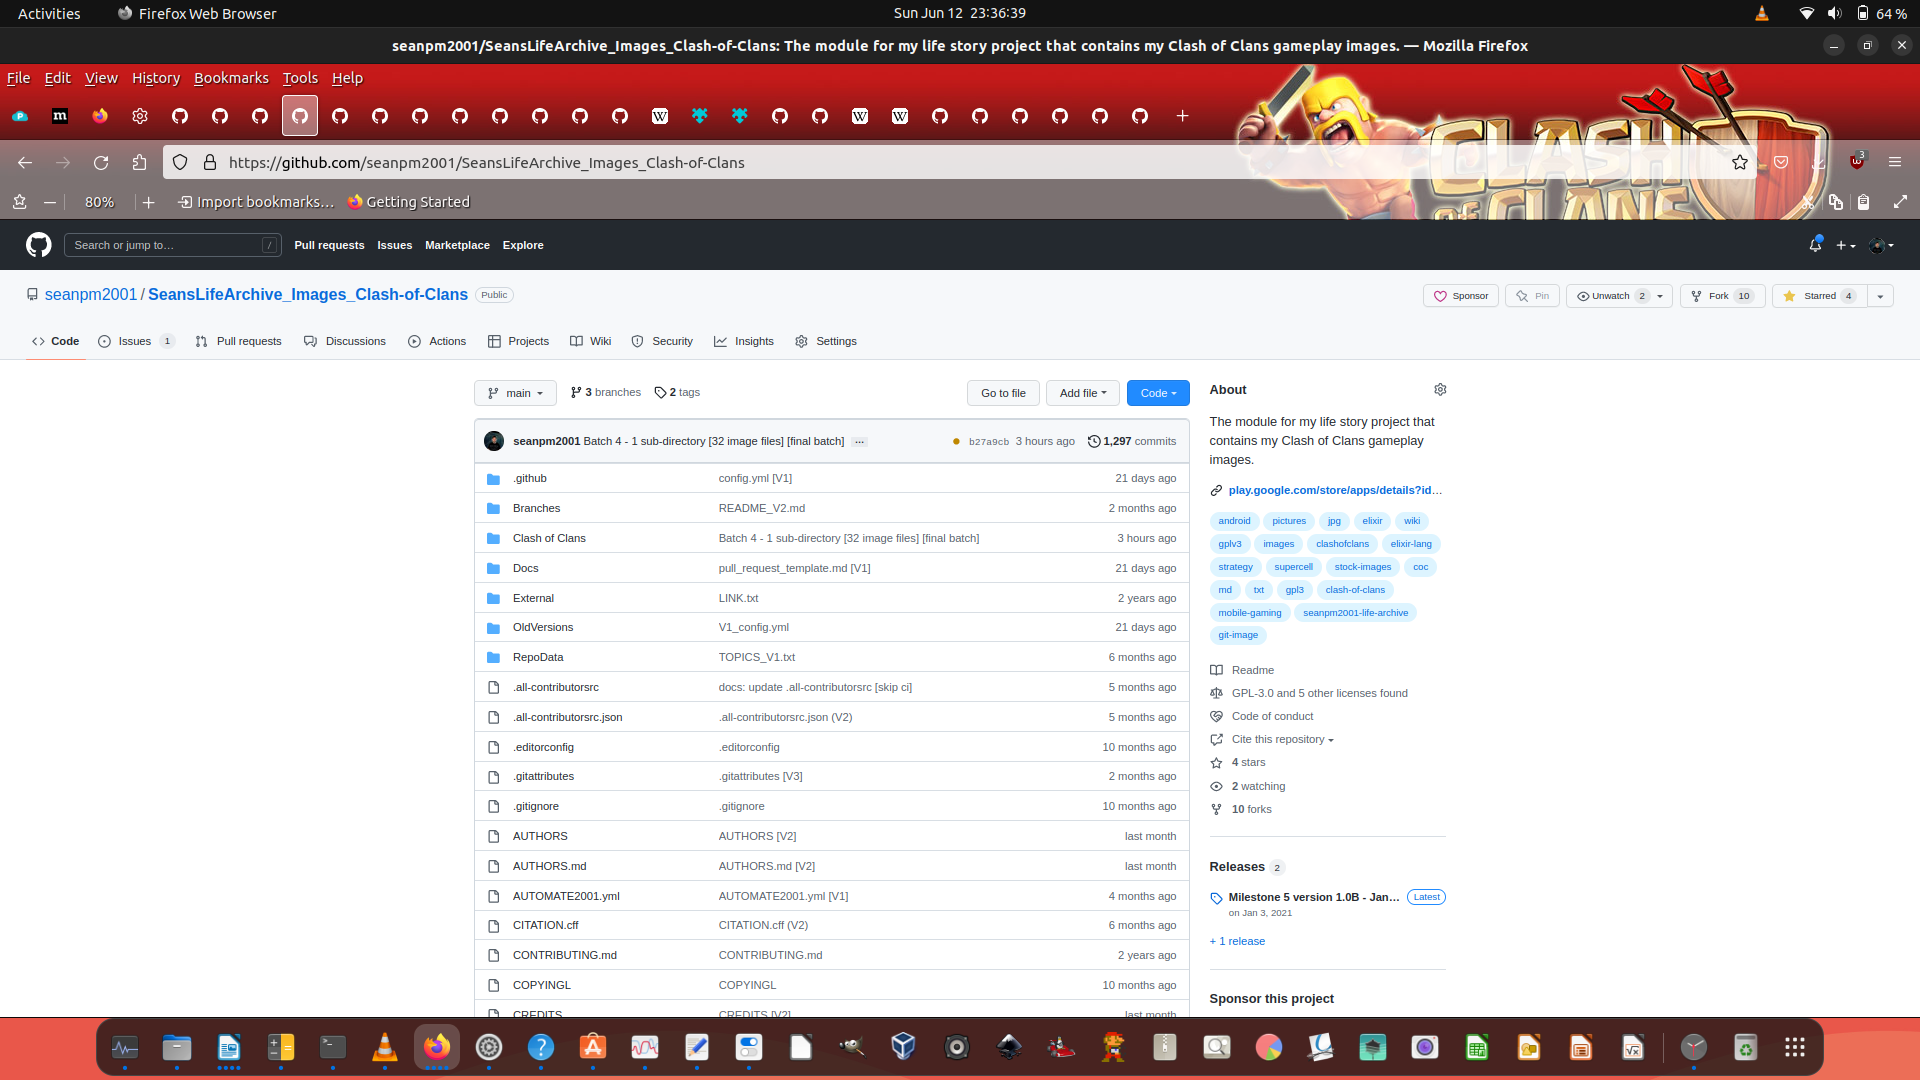 Activities
Firefox Web Browser
Sun Jun 12 23:36:39
64 %
seanpm2001/SeansLifeArchive_Images_Clash-of-Clans: The module for my life story project that contains my Clash of Clans gameplay images. — Mozilla Firefox
File Edit View History Bookmarks Tools Help
CLASH
OF CLANS
https://github.com/seanpm2001/SeansLifeArchive_Images_Clash-of-Clans
3
80%
Import bookmarks…
Getting Started
Search or jump to…
/
Pull requests Issues Marketplace Explore
seanpm2001 / SeansLifeArchive_Images_Clash-of-Clans
Public
Sponsor
Pin
Unwatch 2
Fork 10
Starred 4
Code
Issues 1
Pull requests
Discussions
Actions
Projects
Wiki
Security
Insights
Settings
main
3 branches
2 tags
Go to file
Add file
Code
seanpm2001 Batch 4 - 1 sub-directory [32 image files] [final batch] ...
b27a9cb 3 hours ago
1,297 commits
.github config.yml [V1] 21 days ago
Branches README_V2.md 2 months ago
Clash of Clans Batch 4 - 1 sub-directory [32 image files] [final batch] 3 hours ago
Docs pull_request_template.md [V1] 21 days ago
External LINK.txt 2 years ago
OldVersions V1_config.yml 21 days ago
RepoData TOPICS_V1.txt 6 months ago
.all-contributorsrc docs: update .all-contributorsrc [skip ci] 5 months ago
.all-contributorsrc.json .all-contributorsrc.json (V2) 5 months ago
.editorconfig .editorconfig 10 months ago
.gitattributes .gitattributes [V3] 2 months ago
.gitignore .gitignore 10 months ago
AUTHORS AUTHORS [V2] last month
AUTHORS.md AUTHORS.md [V2] last month
AUTOMATE2001.yml AUTOMATE2001.yml [V1] 4 months ago
CITATION.cff CITATION.cff (V2) 6 months ago
CONTRIBUTING.md CONTRIBUTING.md 2 years ago
COPYINGL COPYINGL 10 months ago
CREDITS CREDITS [V2] last month
About
The module for my life story project that
contains my Clash of Clans gameplay
images.
play.google.com/store/apps/details?id…
android pictures jpg elixir wiki
gplv3 images clashofclans elixir-lang
strategy supercell stock-images coc
md txt gpl3 clash-of-clans
mobile-gaming seanpm2001-life-archive
git-image
Readme
GPL-3.0 and 5 other licenses found
Code of conduct
Cite this repository
4 stars
2 watching
10 forks
Releases 2
Milestone 5 version 1.0B - Jan… Latest
on Jan 3, 2021
+ 1 release
Sponsor this project